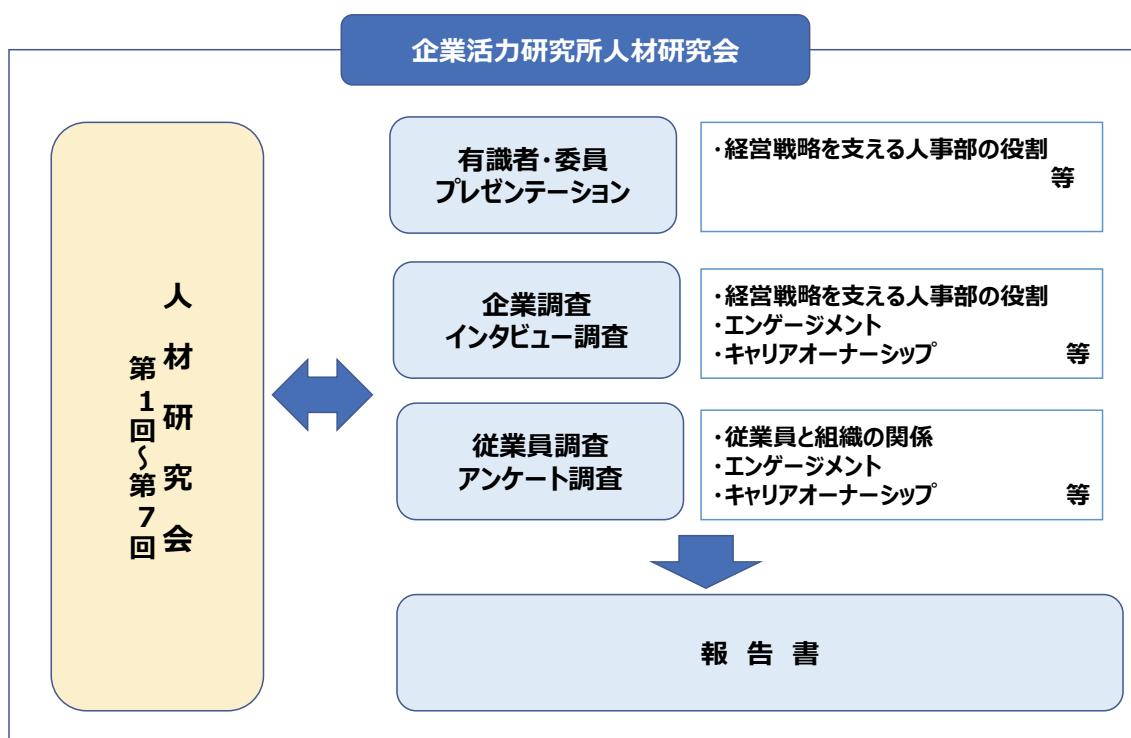 企業活力研究所人材研究会
人材研究会
第1回～第7回
有識者・委員
プレゼンテーション
・経営戦略を支える人事部の役割
等
企業調査
インタビュー調査
・経営戦略を支える人事部の役割
・エンゲージメント
・キャリアオーナーシップ 等
従業員調査
アンケート調査
・従業員と組織の関係
・エンゲージメント
・キャリアオーナーシップ 等
報 告 書